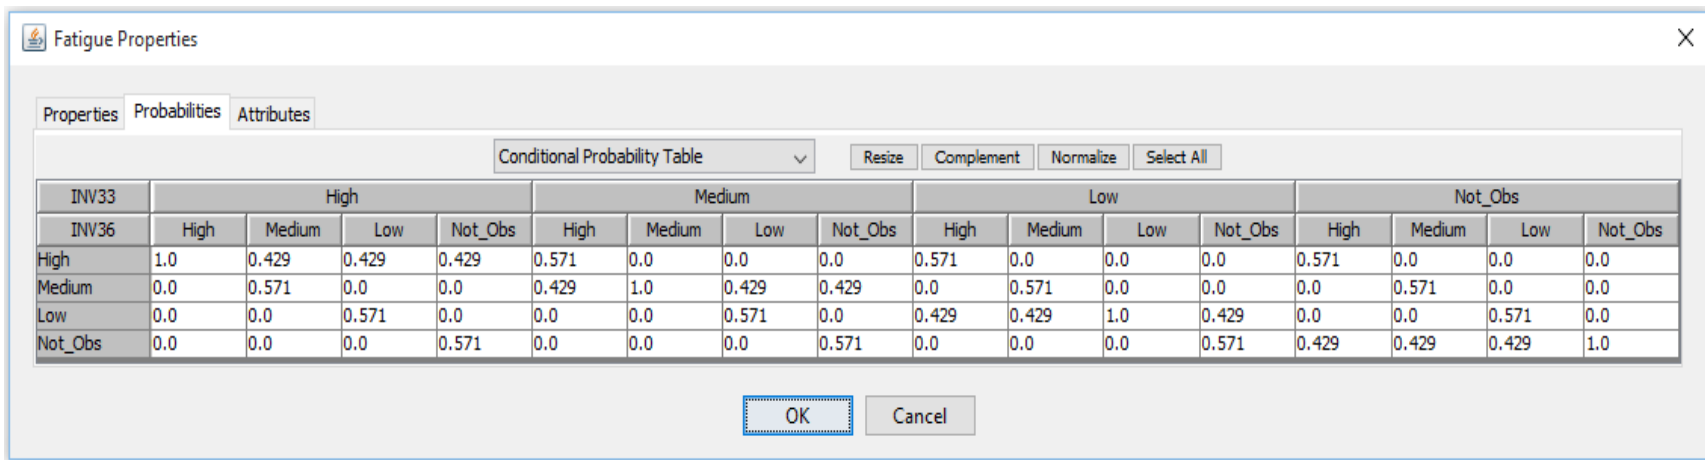 Fatigue Properties
Properties Probabilities Attributes
Conditional Probability Table Resize Complement Normalize Select All
INV33 High Medium Low Not_Obs
INV36 High Medium Low Not_Obs High Medium Low Not_Obs High Medium Low Not_Obs High Medium Low Not_Obs
High 1.0 0.429 0.429 0.429 0.571 0.0 0.0 0.0 0.571 0.0 0.0 0.0 0.571 0.0 0.0 0.0
Medium 0.0 0.571 0.0 0.0 0.429 1.0 0.429 0.429 0.0 0.571 0.0 0.0 0.0 0.571 0.0 0.0
Low 0.0 0.0 0.571 0.0 0.0 0.0 0.571 0.0 0.429 0.429 1.0 0.429 0.0 0.0 0.571 0.0
Not_Obs 0.0 0.0 0.0 0.571 0.0 0.0 0.0 0.571 0.0 0.0 0.0 0.571 0.429 0.429 0.429 1.0
OK Cancel